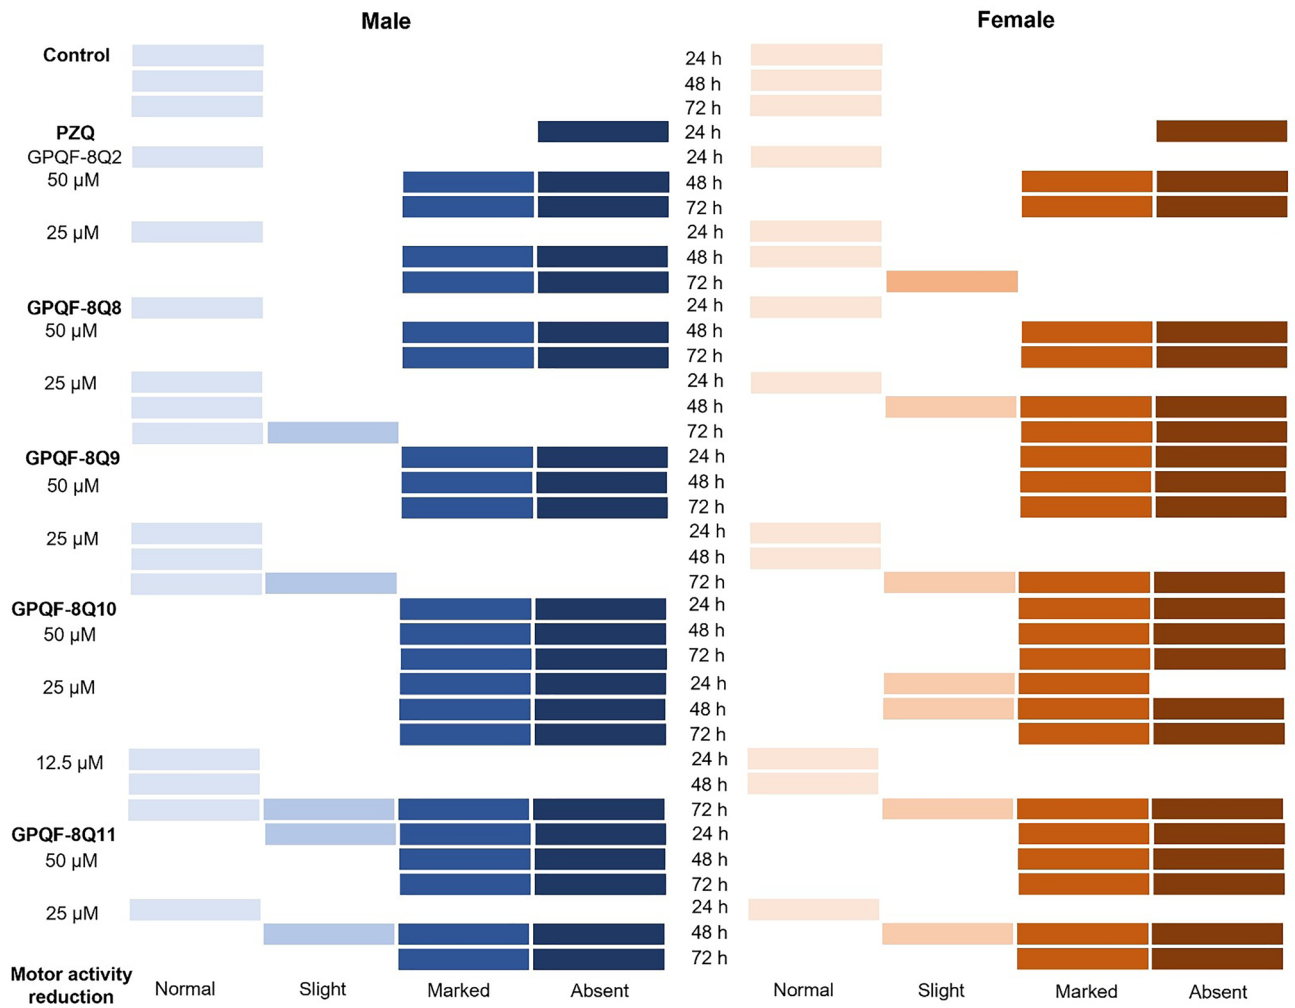 Male Female
Control 24 h
48 h
72 h
PZQ 24 h
GPQF-8Q2 24 h
50 µM 48 h
72 h
25 µM 24 h
48 h
72 h
GPQF-8Q8 24 h
50 µM 48 h
72 h
25 µM 24 h
48 h
72 h
GPQF-8Q9 24 h
50 µM 48 h
72 h
25 µM 24 h
48 h
72 h
GPQF-8Q10 24 h
50 µM 48 h
72 h
25 µM 24 h
48 h
72 h
12.5 µM 24 h
48 h
72 h
GPQF-8Q11 24 h
50 µM 48 h
72 h
25 µM 24 h
48 h
72 h
Motor activity
reduction Normal Slight Marked Absent Normal Slight Marked Absent